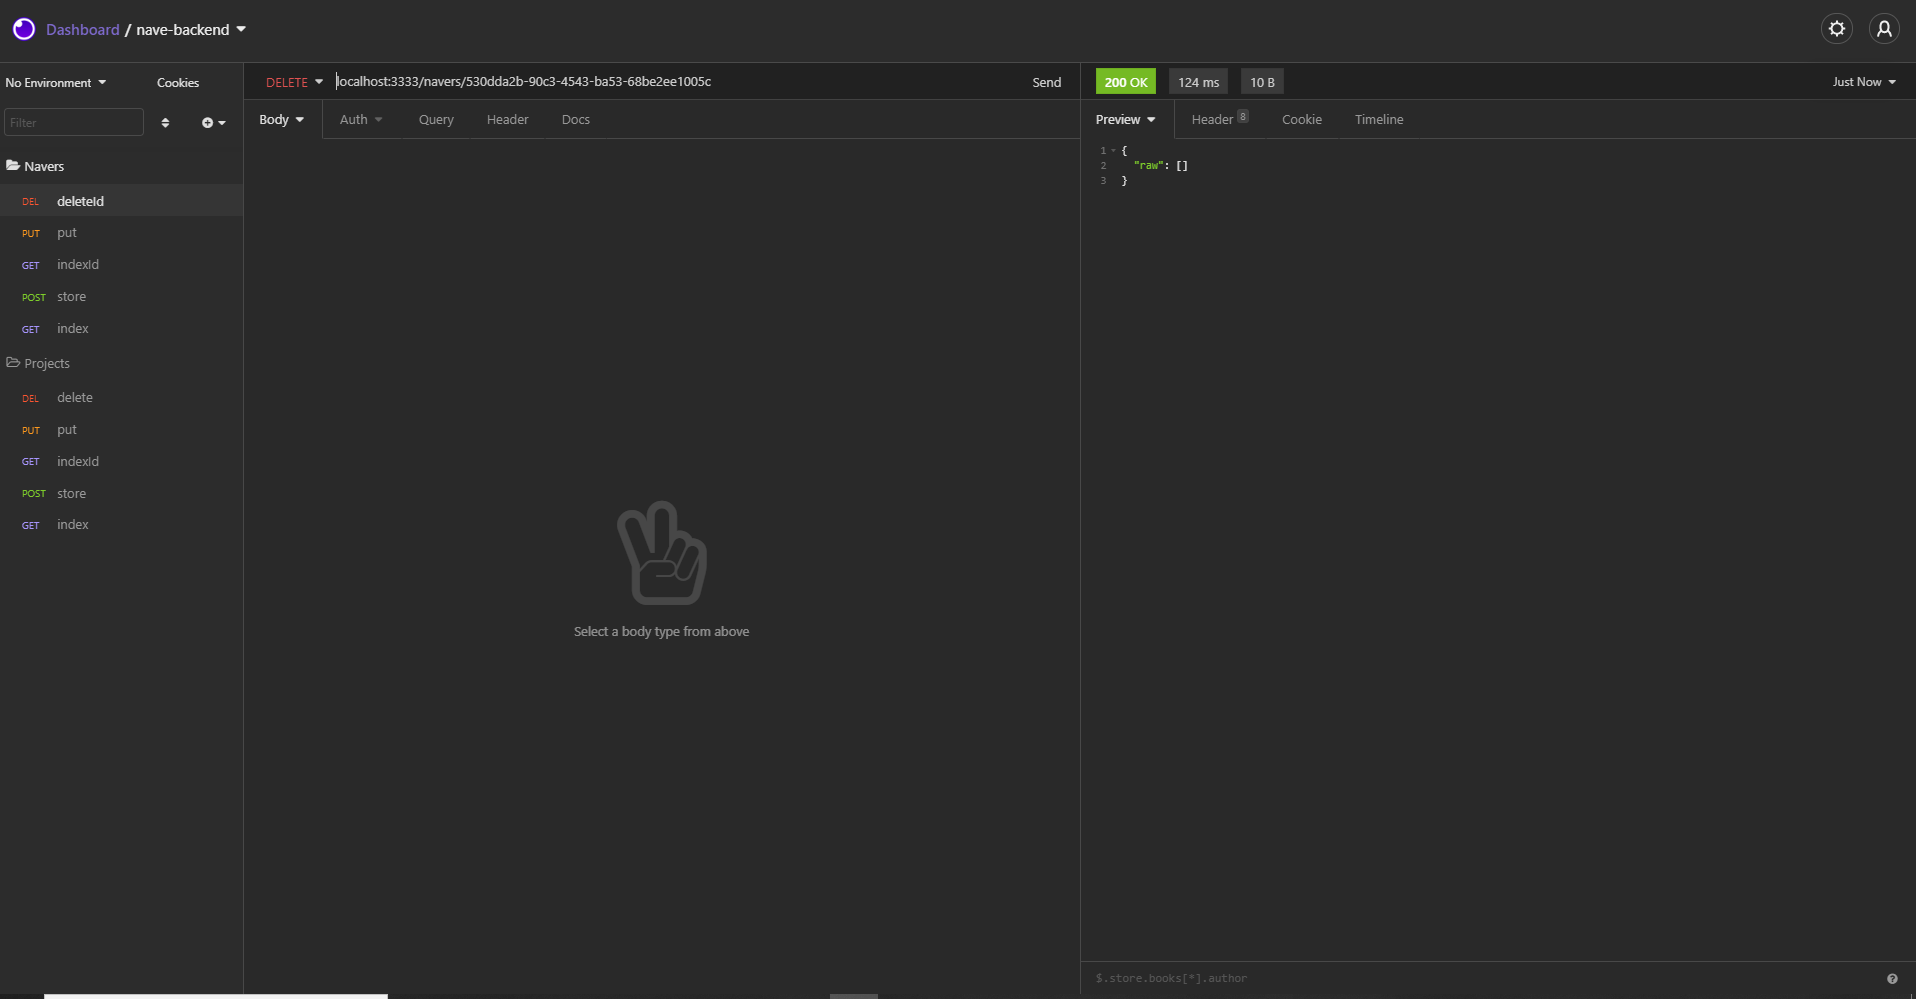 Dashboard / nave-backend
No Environment
Cookies
DELETE
localhost:3333/navers/530dda2b-90c3-4543-ba53-68be2ee1005c
Send
200 OK
124 ms
10 B
Just Now
Filter
Body
Auth
Query
Header
Docs
Preview
Header 8
Cookie
Timeline
Navers
DEL deleteId
PUT put
GET indexId
POST store
GET index
Projects
DEL delete
PUT put
GET indexId
POST store
GET index
Select a body type from above
1 {
2 "raw": []
3 }
$.store.books[*].author